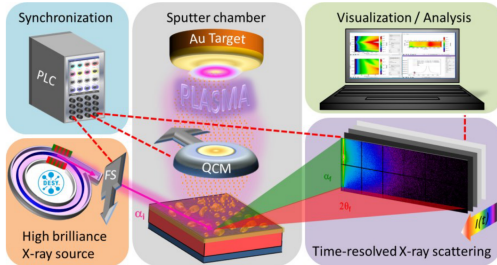 Synchronization
PLC
Sputter chamber
Au Target
PLASMA
QCM
Visualization / Analysis
FS
DESY
High brilliance
X-ray source
αi
αf
2θf
I(t)
Time-resolved X-ray scattering